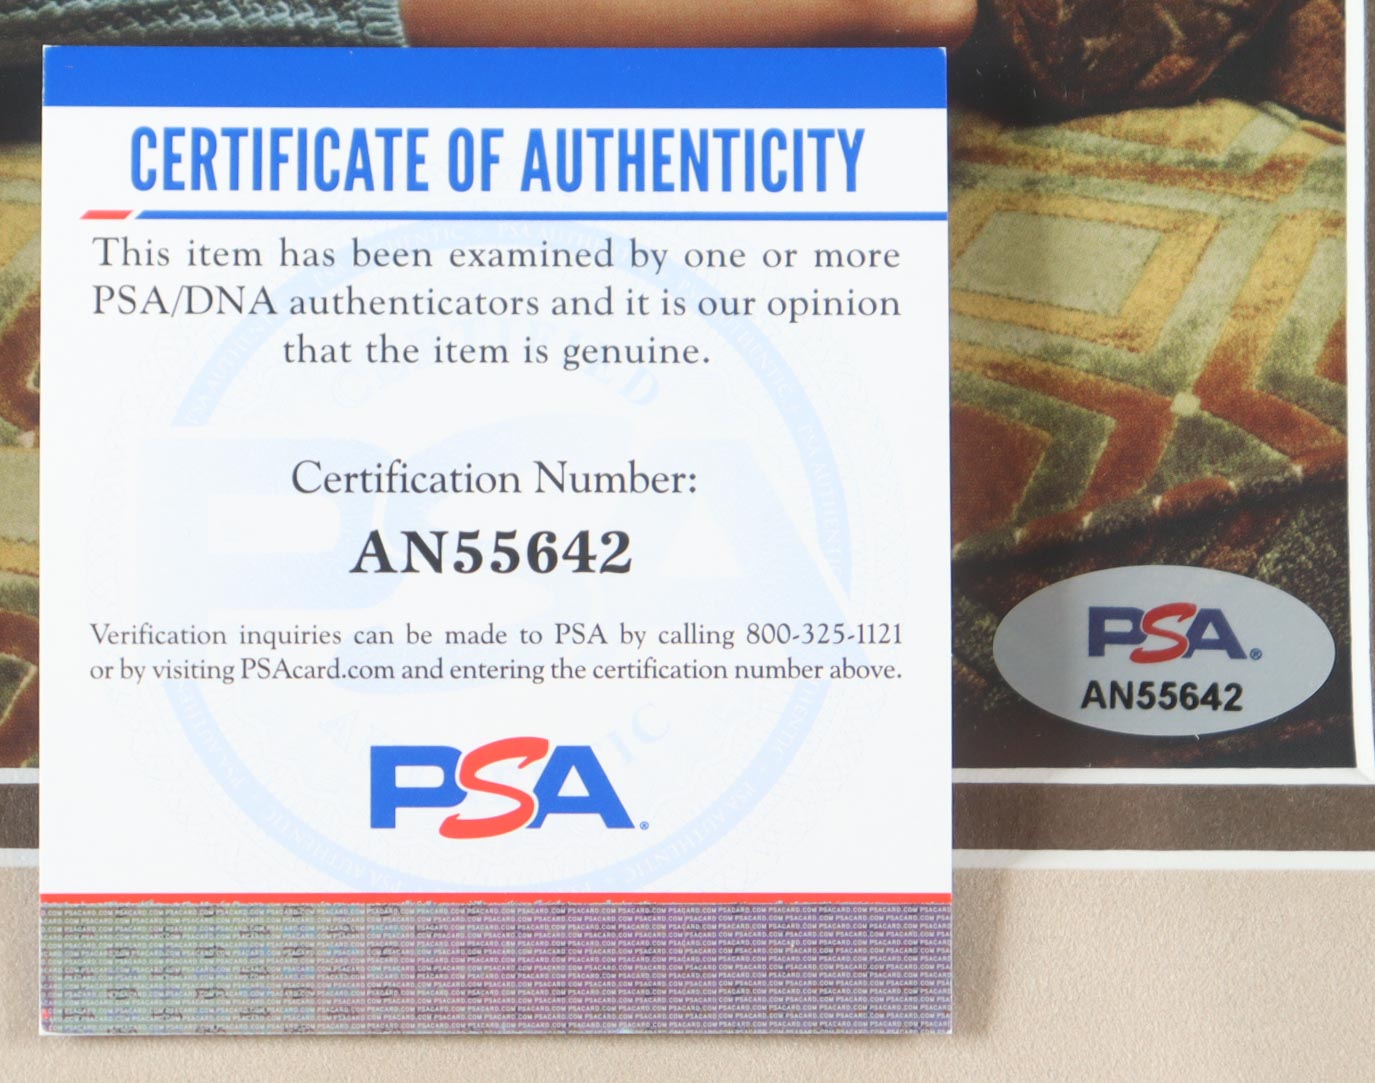 CERTIFICATE OF AUTHENTICITY
This item has been examined by one or more
PSA/DNA authenticators and it is our opinion
that the item is genuine.
Certification Number:
AN55642
Verification inquiries can be made to PSA by calling 800-325-1121
or by visiting PSAcard.com and entering the certification number above.
PSA®
PSA®
AN55642